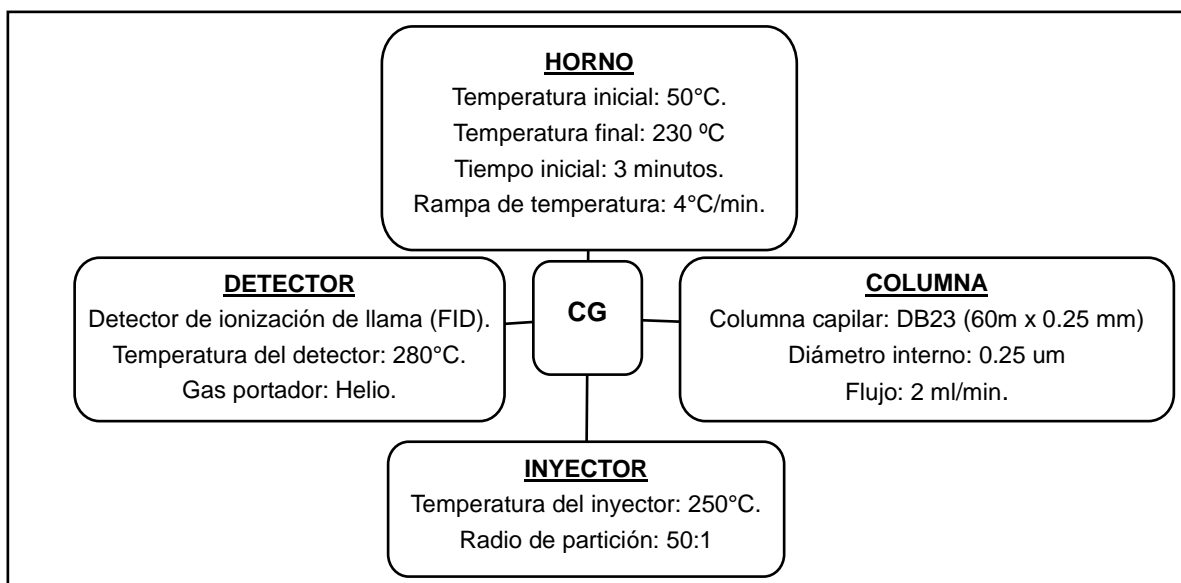 HORNO
Temperatura inicial: 50°C.
Temperatura final: 230 ºC
Tiempo inicial: 3 minutos.
Rampa de temperatura: 4°C/min.
DETECTOR
Detector de ionización de llama (FID).
Temperatura del detector: 280°C.
Gas portador: Helio.
CG
COLUMNA
Columna capilar: DB23 (60m x 0.25 mm)
Diámetro interno: 0.25 um
Flujo: 2 ml/min.
INYECTOR
Temperatura del inyector: 250°C.
Radio de partición: 50:1